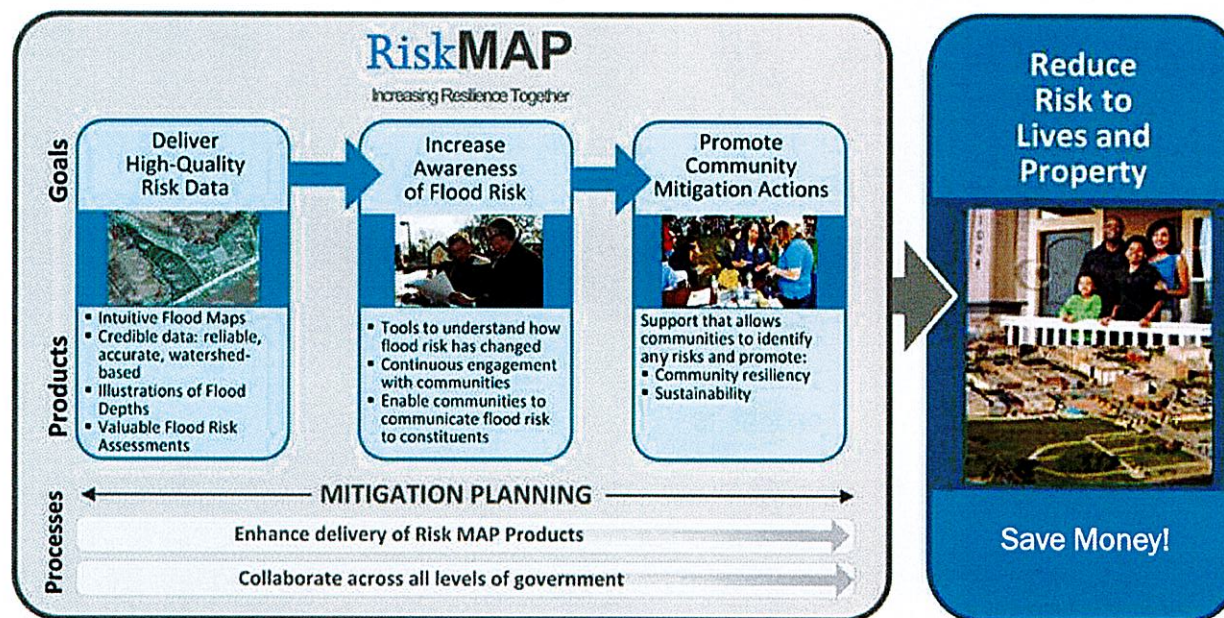 RiskMAP
Increasing Resilience Together
Goals
Deliver
High-Quality
Risk Data
Increase
Awareness
of Flood Risk
Promote
Community
Mitigation Actions
Products
▪ Intuitive Flood Maps
▪ Credible data: reliable,
accurate, watershed-
based
▪ Illustrations of Flood
Depths
▪ Valuable Flood Risk
Assessments
▪ Tools to understand how
flood risk has changed
▪ Continuous engagement
with communities
▪ Enable communities to
communicate flood risk
to constituents
Support that allows
communities to identify
any risks and promote:
▪ Community resiliency
▪ Sustainability
Processes
MITIGATION PLANNING
Enhance delivery of Risk MAP Products
Collaborate across all levels of government
Reduce
Risk to
Lives and
Property
Save Money!